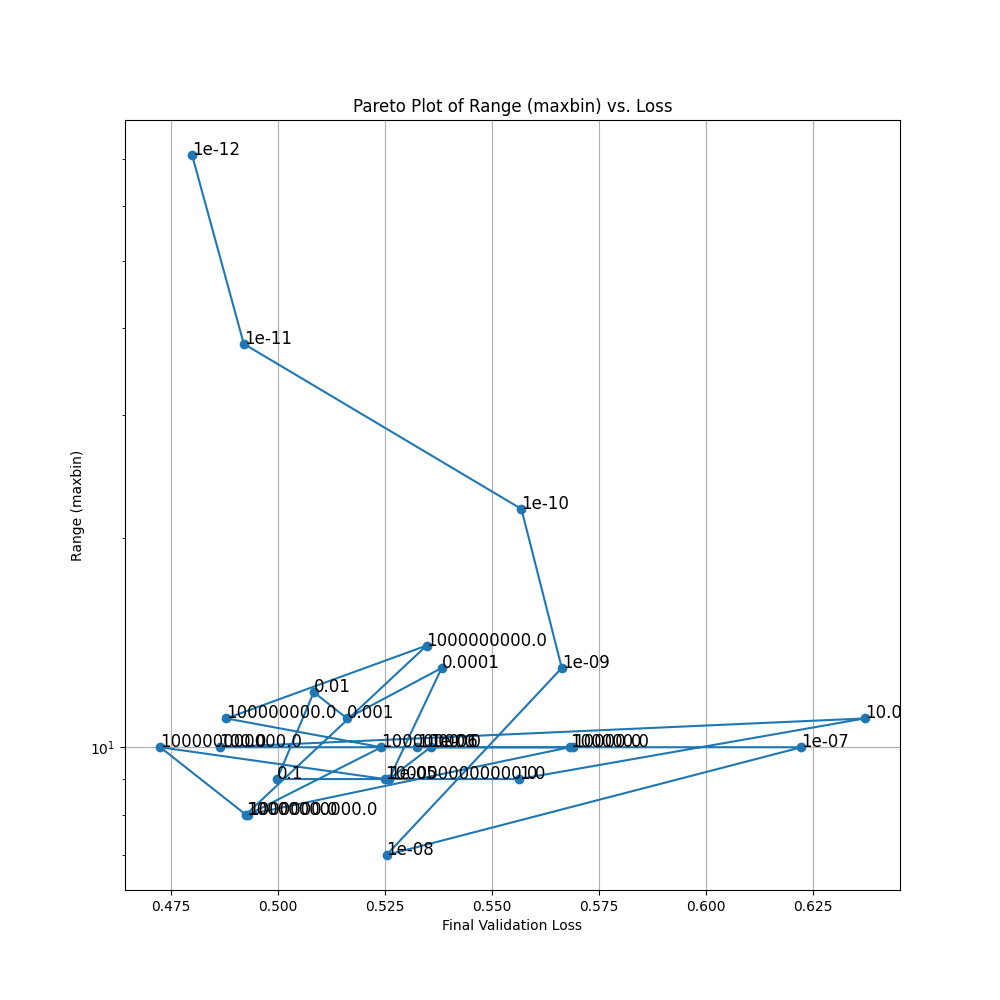 Pareto Plot of Range (maxbin) vs. Loss
1e-12
1e-11
1e-10
1000000000.0
0.0001
1e-09
0.01
100000000.0
0.001
10.0
1e-07
10¹
0.1
1e-08
0.475
0.500
0.525
0.550
0.575
0.600
0.625
Final Validation Loss
Range (maxbin)